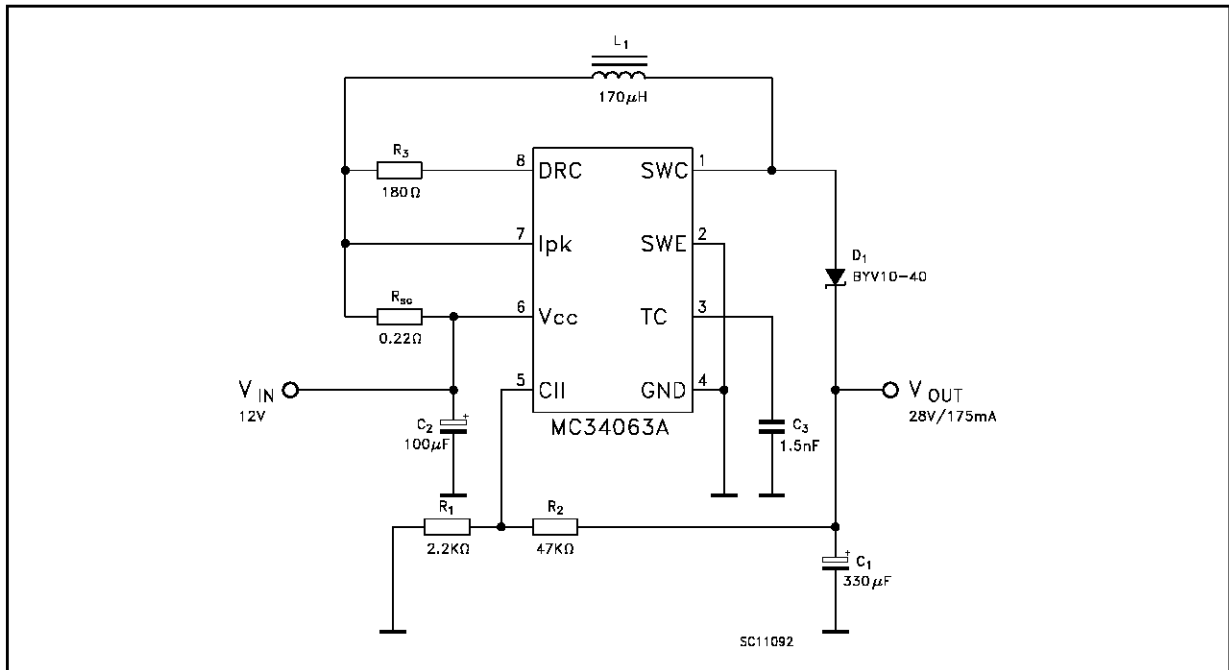 L1
170µH
R3
180Ω
8 DRC SWC 1
7 Ipk SWE 2
Rsc
0.22Ω
6 Vcc TC 3
5 CII GND 4
MC34063A
D1
BYV10-40
VIN
12V
C2
+
100µF
C3
1.5nF
VOUT
28V/175mA
R1
2.2KΩ
R2
47KΩ
+
C1
330µF
SC11092